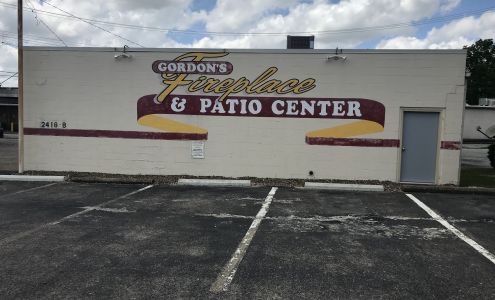 GORDON'S
Fireplace
& PATIO CENTER
2416-B